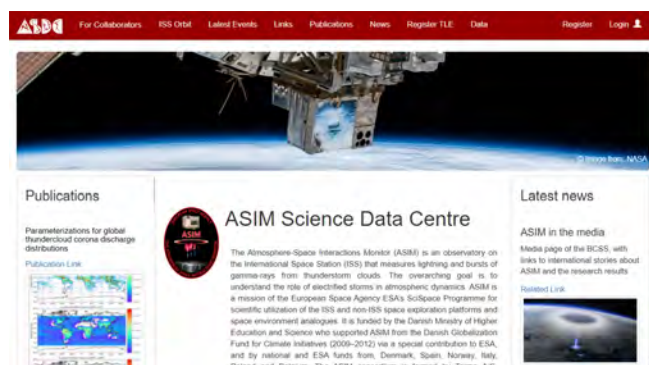 ASDC For Collaborators ISS Orbit Latest Events Links Publications News Register TLE Data Register Login
© Image from: NASA
Publications
Parameterizations for global
thundercloud corona discharge
distributions
Publication Link
ASIM
ASIM Science Data Centre
The Atmosphere-Space Interactions Monitor (ASIM) is an observatory on
the International Space Station (ISS) that measures lightning and bursts of
gamma-rays from thunderstorm clouds. The overarching goal is to
understand the role of electrified storms in atmospheric dynamics. ASIM is
a mission of the European Space Agency ESA's SciSpace Programme for
scientific utilization of the ISS and non-ISS space exploration platforms and
space environment analogues. It is funded by the Danish Ministry of Higher
Education and Science who supported ASIM from the Danish Globalization
Fund for Climate Initiatives (2009–2012) via a special contribution to ESA,
and by national and ESA funds from, Denmark, Spain, Norway, Italy,
Latest news
ASIM in the media
Media page of the BCSS, with
links to international stories about
ASIM and the research results
Related Link